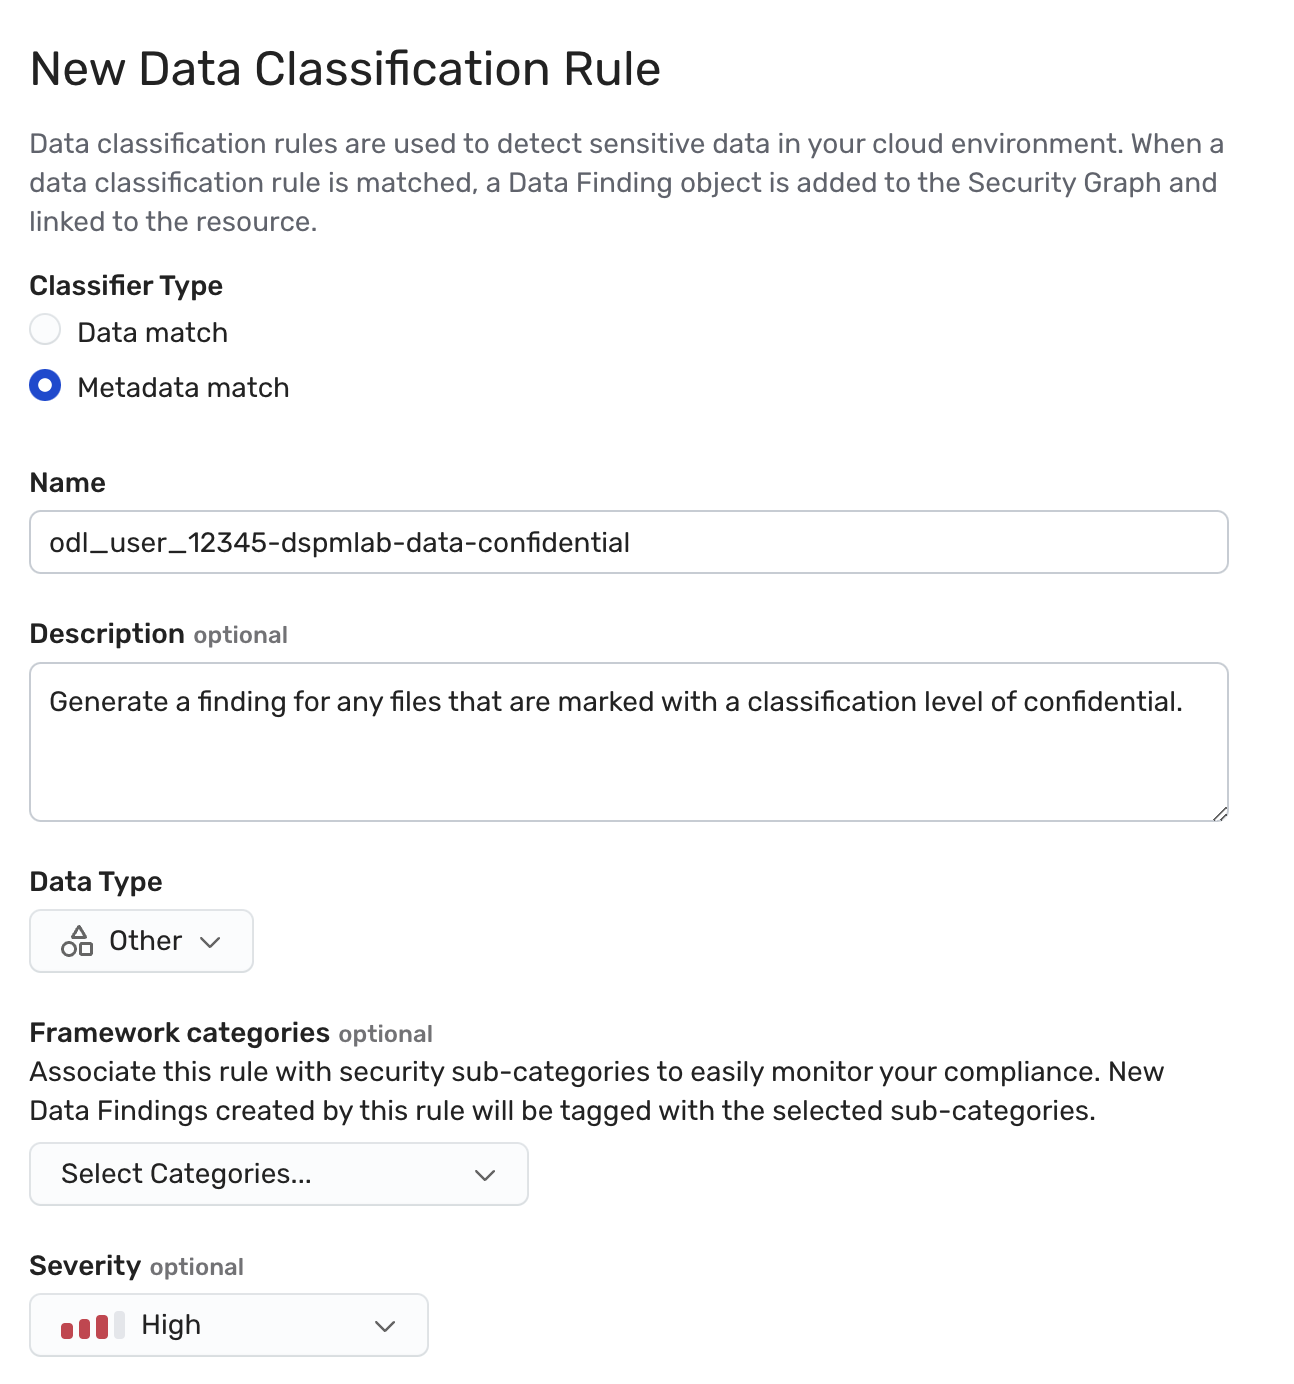 New Data Classification Rule
Data classification rules are used to detect sensitive data in your cloud environment. When a
data classification rule is matched, a Data Finding object is added to the Security Graph and
linked to the resource.
Classifier Type
Data match
Metadata match
Name
odl_user_12345-dspmlab-data-confidential
Description optional
Generate a finding for any files that are marked with a classification level of confidential.
Data Type
Other
Framework categories optional
Associate this rule with security sub-categories to easily monitor your compliance. New
Data Findings created by this rule will be tagged with the selected sub-categories.
Select Categories...
Severity optional
High